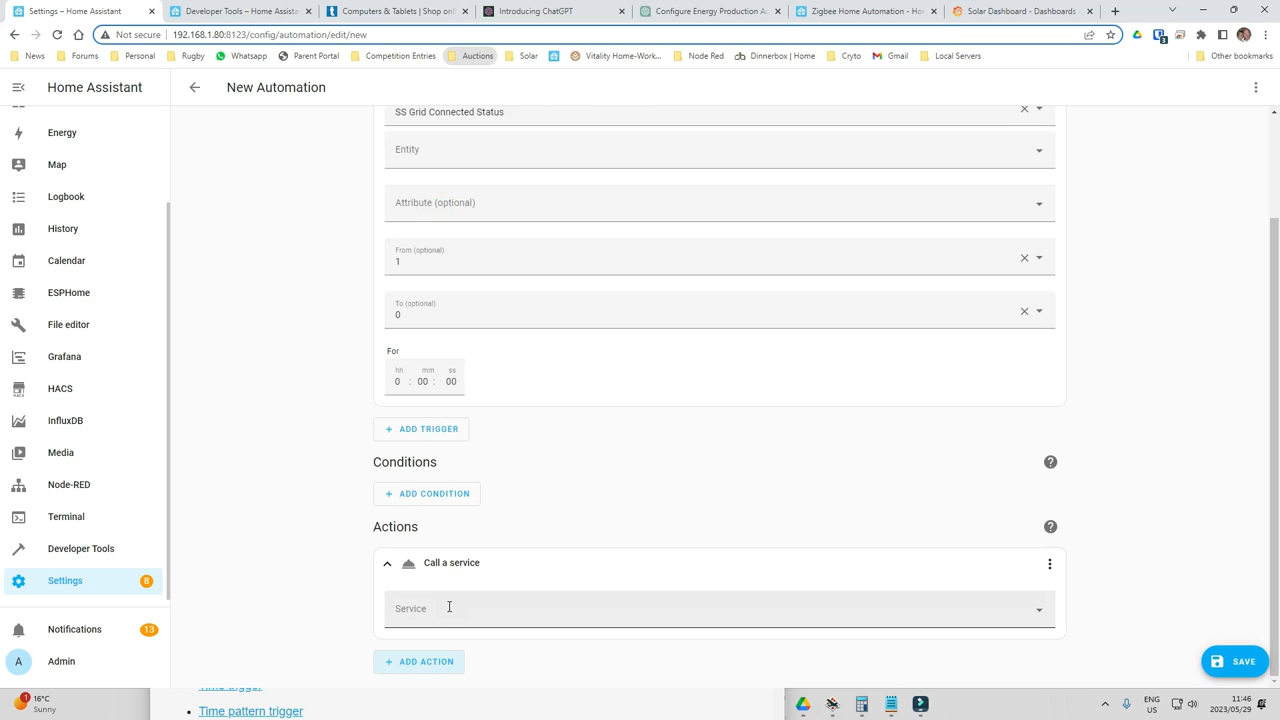 Settings - Home Assistant
Developer Tools – Home Assista
Computers & Tablets | Shop onl
Introducing ChatGPT
Configure Energy Production Au
Zigbee Home Automation - Ho
Solar Dashboard - Dashboards
Not secure 192.168.1.80:8123/config/automation/edit/new
News
Forums
Personal
Rugby
Whatsapp
Parent Portal
Competition Entries
Auctions
Solar
Vitality Home-Work...
Node Red
Dinnerbox | Home
Cryto
Gmail
Local Servers
Other bookmarks
Home Assistant
New Automation
Energy
Map
Logbook
History
Calendar
ESPHome
File editor
Grafana
HACS
InfluxDB
Media
Node-RED
Terminal
Developer Tools
Settings 8
Notifications 13
A Admin
SS Grid Connected Status
Entity
Attribute (optional)
From (optional)
1
To (optional)
0
For
hh mm ss
0 : 00 : 00
+ ADD TRIGGER
Conditions
+ ADD CONDITION
Actions
Call a service
Service
+ ADD ACTION
SAVE
Time trigger
Time pattern trigger
1
16°C
Sunny
ENG
US
11:46
2023/05/29